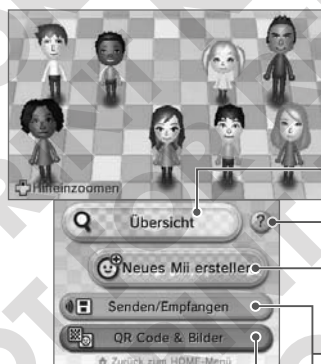 Hineinzoomen
Übersicht
?
Neues Mii erstellen
Senden/Empfangen
QR Code & Bilder
Zurück zum HOME-Menü